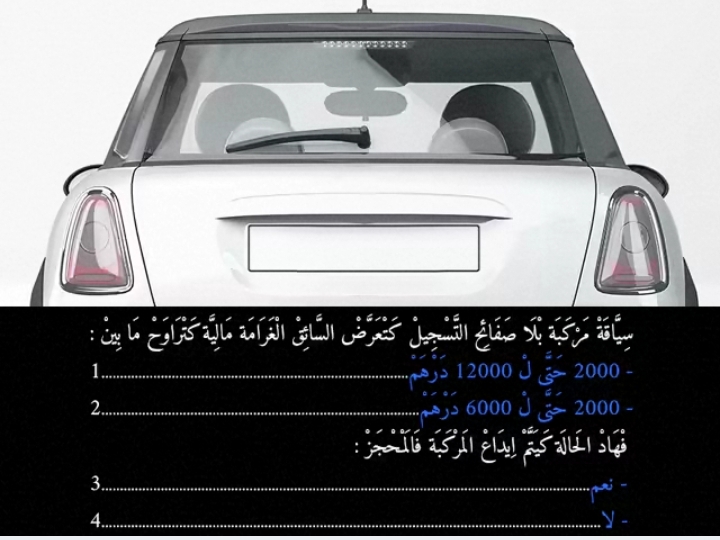 سِيَّاقَةْ مَرْكَبَة بْلَا صَفَائِحِ التَّسْجِيلْ كَتْعَرَّضْ السَّائِقْ الْغَرَامَة مَالِيَّة كَتْرَاوَحْ مَا بِينْ :
- 2000 حَتَّى لْ 12000 دَرْهَمْ........................................1
- 2000 حَتَّى لْ 6000 دَرْهَمْ........................................2
فْهَادْ الحَالَة كَيَتَّمْ اِيدَاعْ المَرْكَبَة فَالْمَحْجَزْ :
- نعم........................................3
- لا........................................4